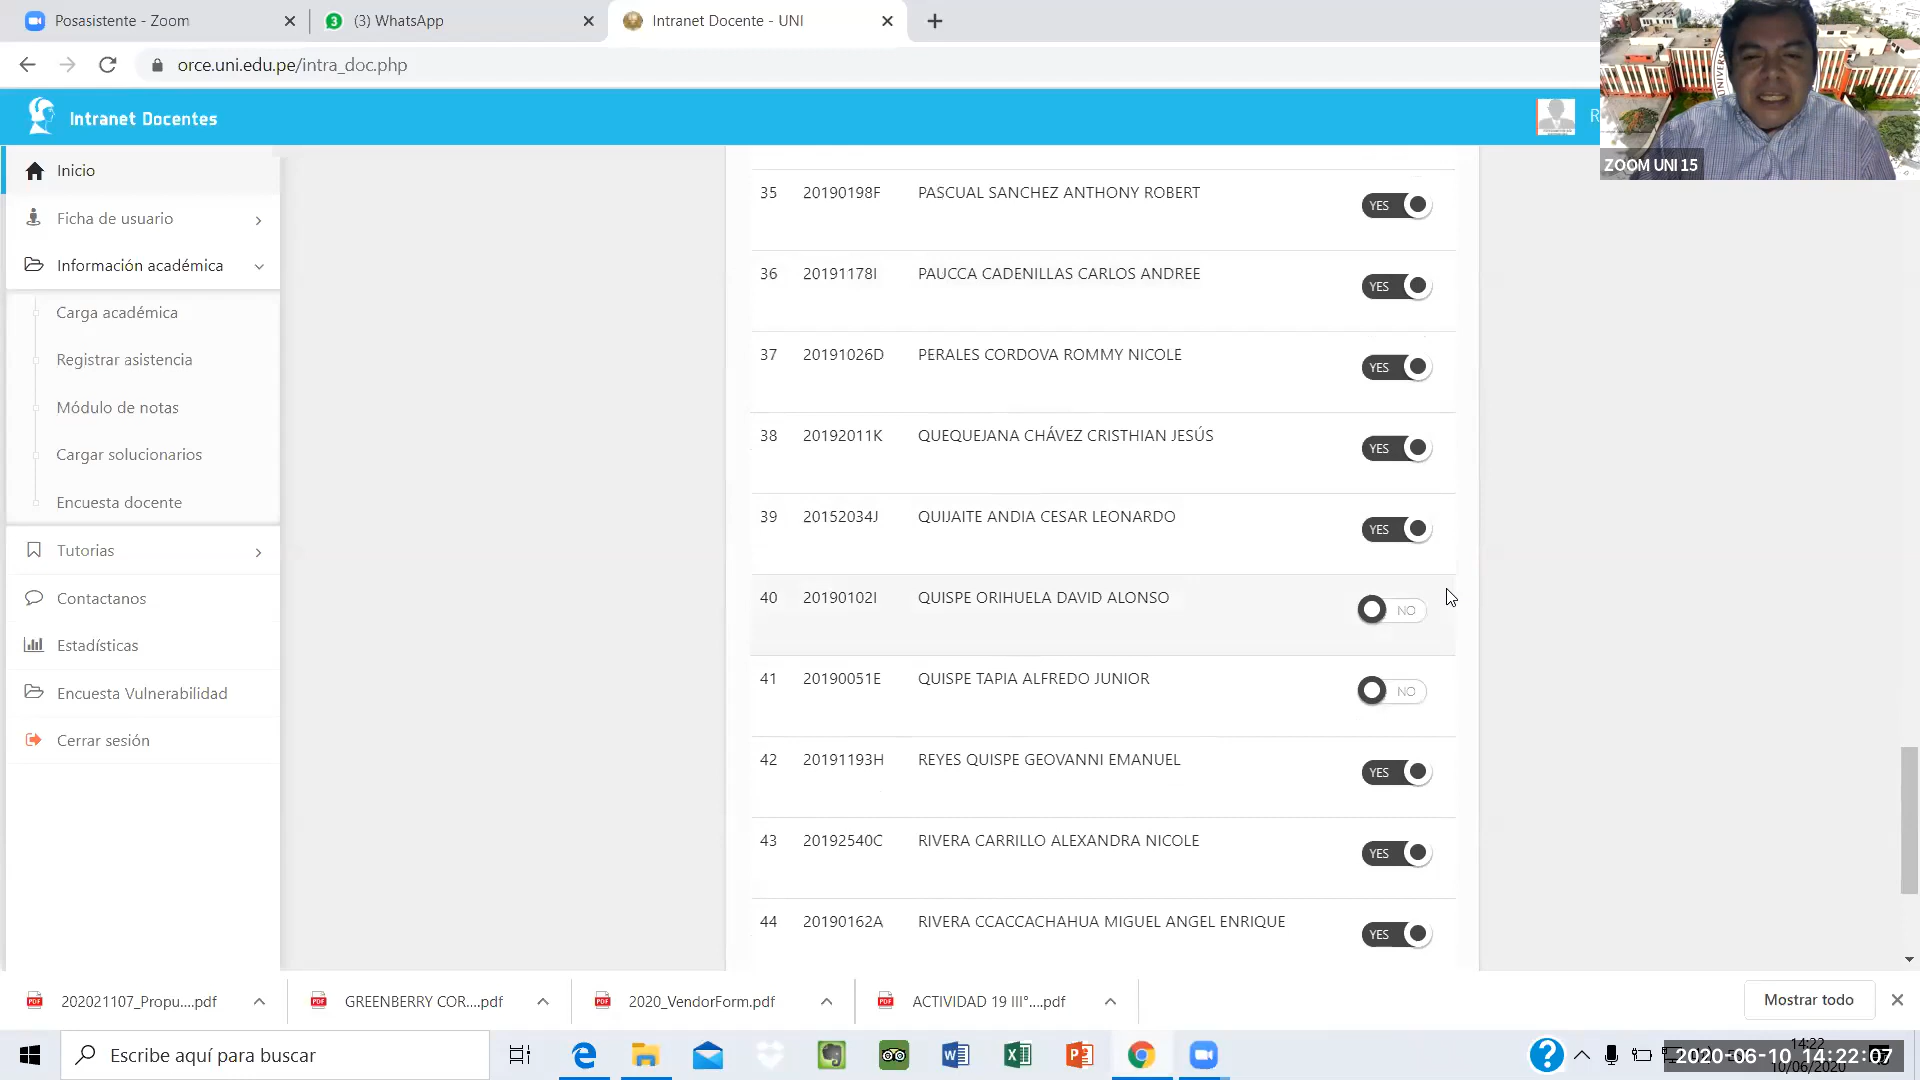 Posasistente - Zoom
(3) WhatsApp
Intranet Docente - UNI
orce.uni.edu.pe/intra_doc.php
Intranet Docentes
R
ZOOM UNI 15
Inicio
Ficha de usuario
Información académica
Carga académica
Registrar asistencia
Módulo de notas
Cargar solucionarios
Encuesta docente
Tutorias
Contactanos
Estadísticas
Encuesta Vulnerabilidad
Cerrar sesión
35 20190198F PASCUAL SANCHEZ ANTHONY ROBERT YES
36 20191178I PAUCCA CADENILLAS CARLOS ANDREE YES
37 20191026D PERALES CORDOVA ROMMY NICOLE YES
38 20192011K QUEQUEJANA CHÁVEZ CRISTHIAN JESÚS YES
39 20152034J QUIJAITE ANDIA CESAR LEONARDO YES
40 20190102I QUISPE ORIHUELA DAVID ALONSO NO
41 20190051E QUISPE TAPIA ALFREDO JUNIOR NO
42 20191193H REYES QUISPE GEOVANNI EMANUEL YES
43 20192540C RIVERA CARRILLO ALEXANDRA NICOLE YES
44 20190162A RIVERA CCACCACHAHUA MIGUEL ANGEL ENRIQUE YES
202021107_Propu....pdf
GREENBERRY COR....pdf
2020_VendorForm.pdf
ACTIVIDAD 19 III°....pdf
Mostrar todo
Escribe aquí para buscar
14:22
2020-06-10 14:22:07
10/06/2020